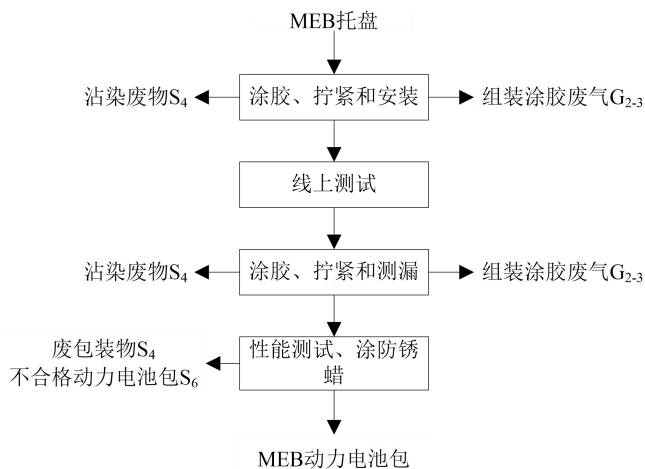 MEB托盘
沾染废物S₄
涂胶、拧紧和安装
组装涂胶废气G₂₋₃
线上测试
沾染废物S₄
涂胶、拧紧和测漏
组装涂胶废气G₂₋₃
废包装物S₄
不合格动力电池包S₆
性能测试、涂防锈
蜡
MEB动力电池包